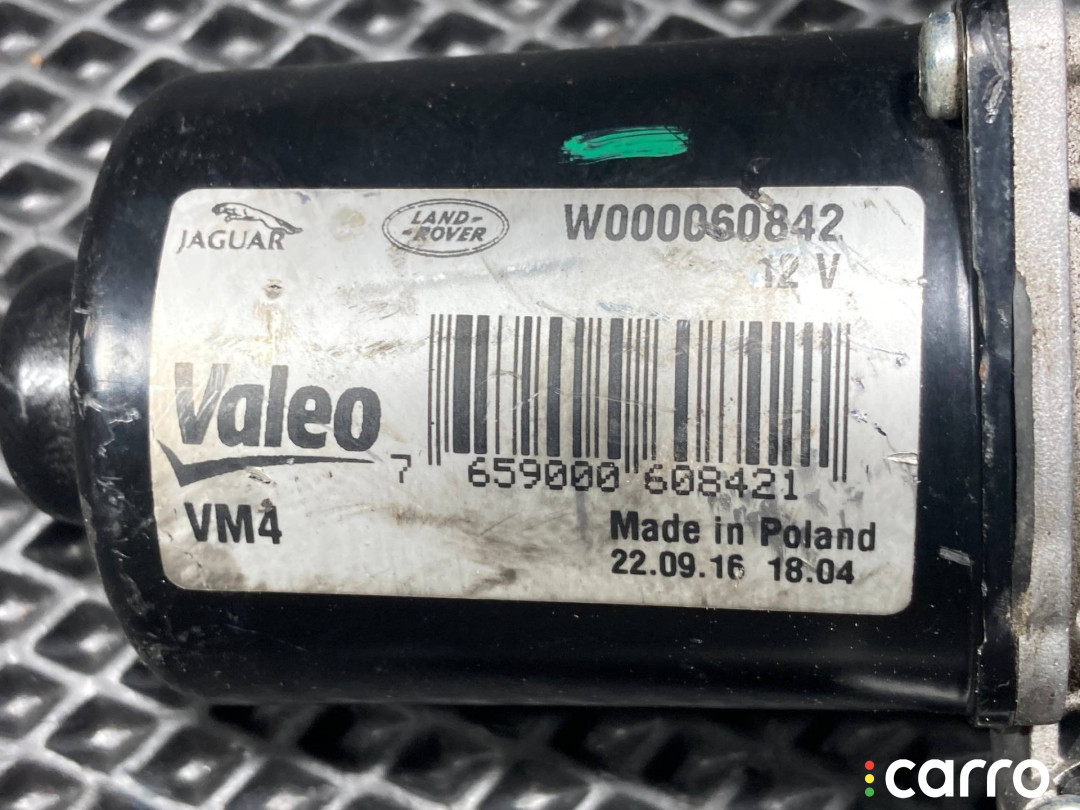 JAGUAR
LAND-
-ROVER
W000060842
12 V
Valeo
7 659000 608421
VM4
Made in Poland
22.09.16 18.04
carro